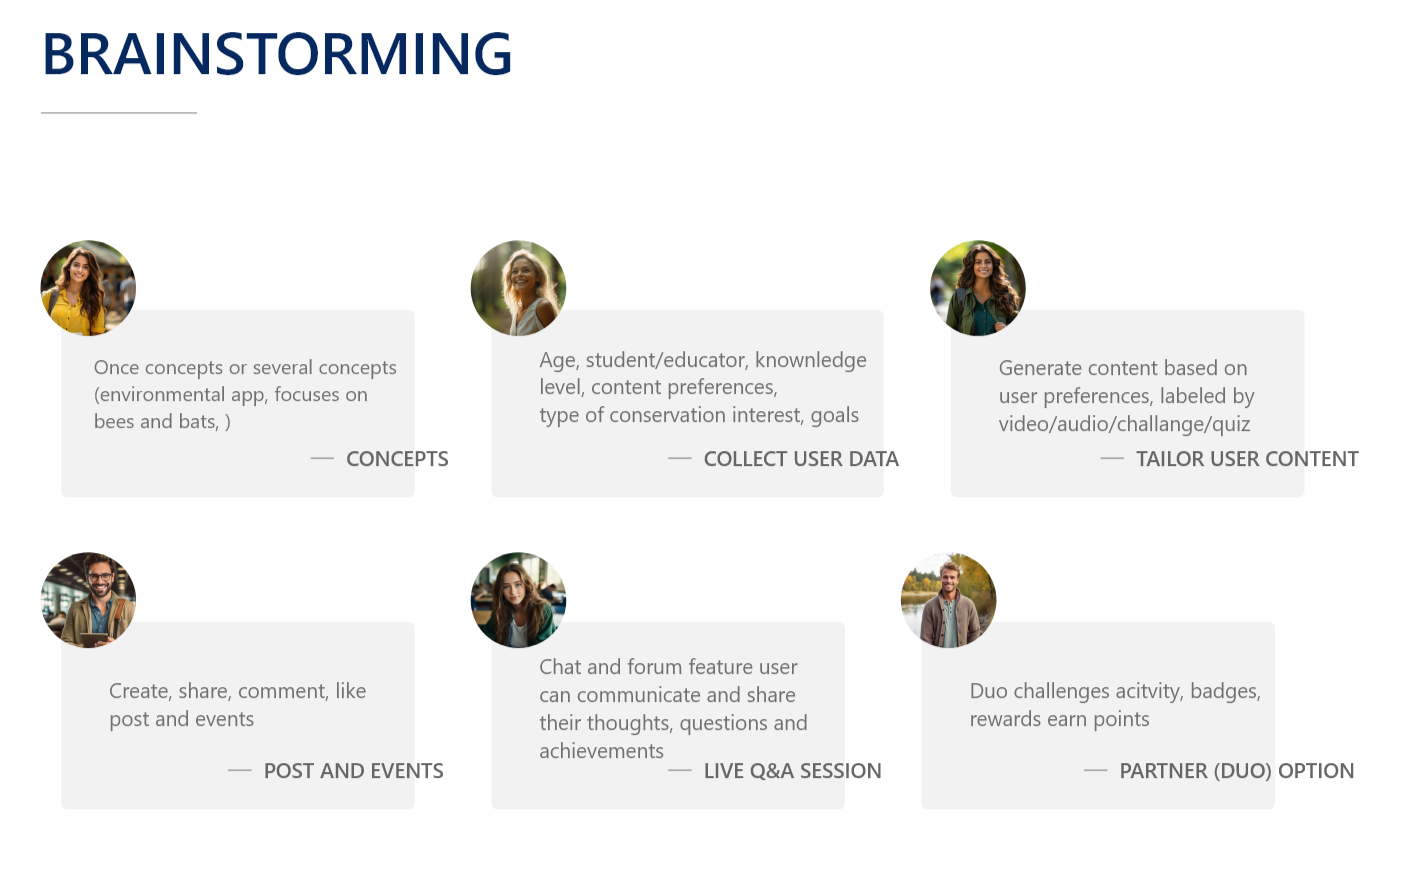 BRAINSTORMING
Once concepts or several concepts
(environmental app, focuses on
bees and bats, )
— CONCEPTS
Age, student/educator, knownledge
level, content preferences,
type of conservation interest, goals
— COLLECT USER DATA
Generate content based on
user preferences, labeled by
video/audio/challange/quiz
— TAILOR USER CONTENT
Create, share, comment, like
post and events
— POST AND EVENTS
Chat and forum feature user
can communicate and share
their thoughts, questions and
achievements
— LIVE Q&A SESSION
Duo challenges acitvity, badges,
rewards earn points
— PARTNER (DUO) OPTION